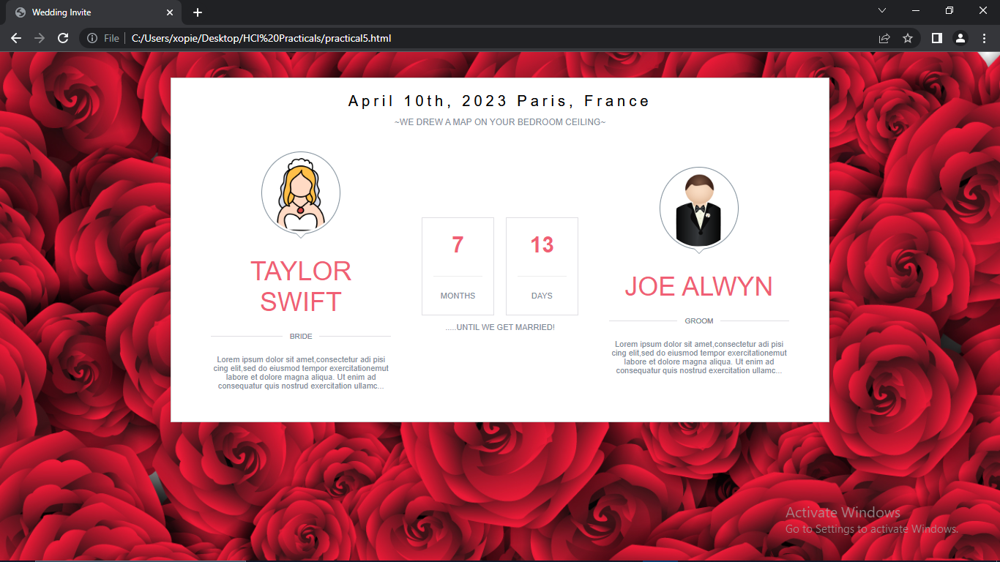 Wedding Invite
File
C:/Users/xopie/Desktop/HCI%20Practicals/practical5.html
April 10th, 2023 Paris, France
~WE DREW A MAP ON YOUR BEDROOM CEILING~
TAYLOR
SWIFT
BRIDE
Lorem ipsum dolor sit amet,consectetur adi pisi
cing elit,sed do eiusmod tempor exercitationemut
labore et dolore magna aliqua. Ut enim ad
consequatur quis nostrud exercitation ullamc...
7
MONTHS
13
DAYS
.....UNTIL WE GET MARRIED!
JOE ALWYN
GROOM
Lorem ipsum dolor sit amet,consectetur adi pisi
cing elit,sed do eiusmod tempor exercitationemut
labore et dolore magna aliqua. Ut enim ad
consequatur quis nostrud exercitation ullamc...
Activate Windows
Go to Settings to activate Windows.